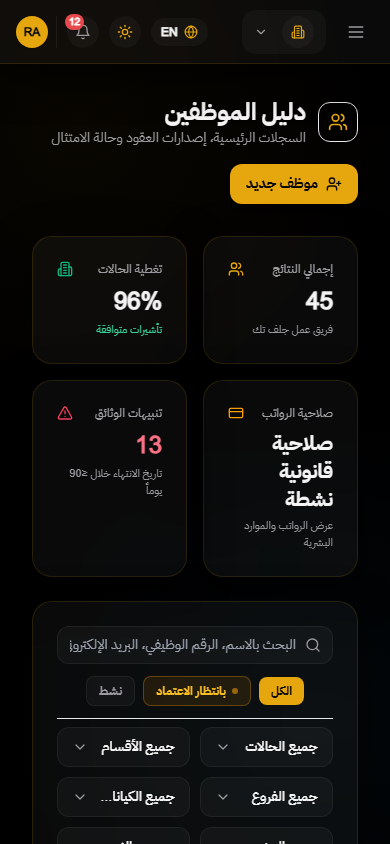 EN
12
RA
دليل الموظفين
السجلات الرئيسية، إصدارات العقود وحالة الامتثال
موظف جديد
إجمالي النتائج
45
فريق عمل جلف تك
تغطية الحالات
96%
تأشيرات متوافقة
صلاحية الرواتب
صلاحية
قانونية
نشطة
عرض الرواتب والموارد
البشرية
تنبيهات الوثائق
13
تاريخ الانتهاء خلال ≤90
يوماً
البحث بالاسم، الرقم الوظيفي، البريد الإلكترو
الكل
بانتظار الاعتماد
نشط
جميع الحالات
جميع الأقسام
جميع الفروع
جميع الكيانا...